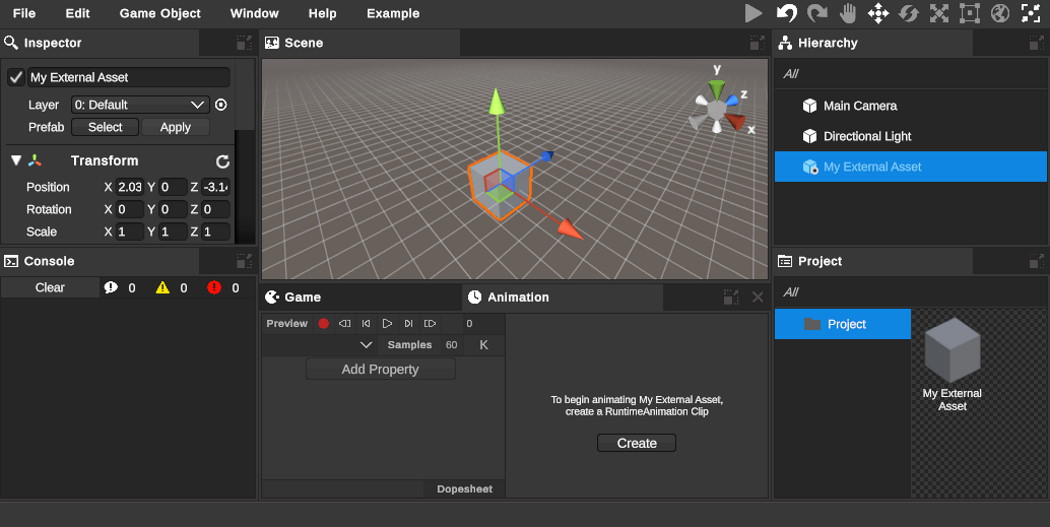 File Edit Game Object Window Help Example
Inspector
My External Asset
Layer 0: Default
Prefab Select Apply
Transform
Position X 2.03 Y 0 Z -3.14
Rotation X 0 Y 0 Z 0
Scale X 1 Y 1 Z 1
Console
Clear 0 0 0
Scene
y
z
x
Game Animation
Preview 0
Samples 60 K
Add Property
Dopesheet
To begin animating My External Asset,
create a RuntimeAnimation Clip
Create
Hierarchy
All
Main Camera
Directional Light
My External Asset
Project
All
Project
My External
Asset